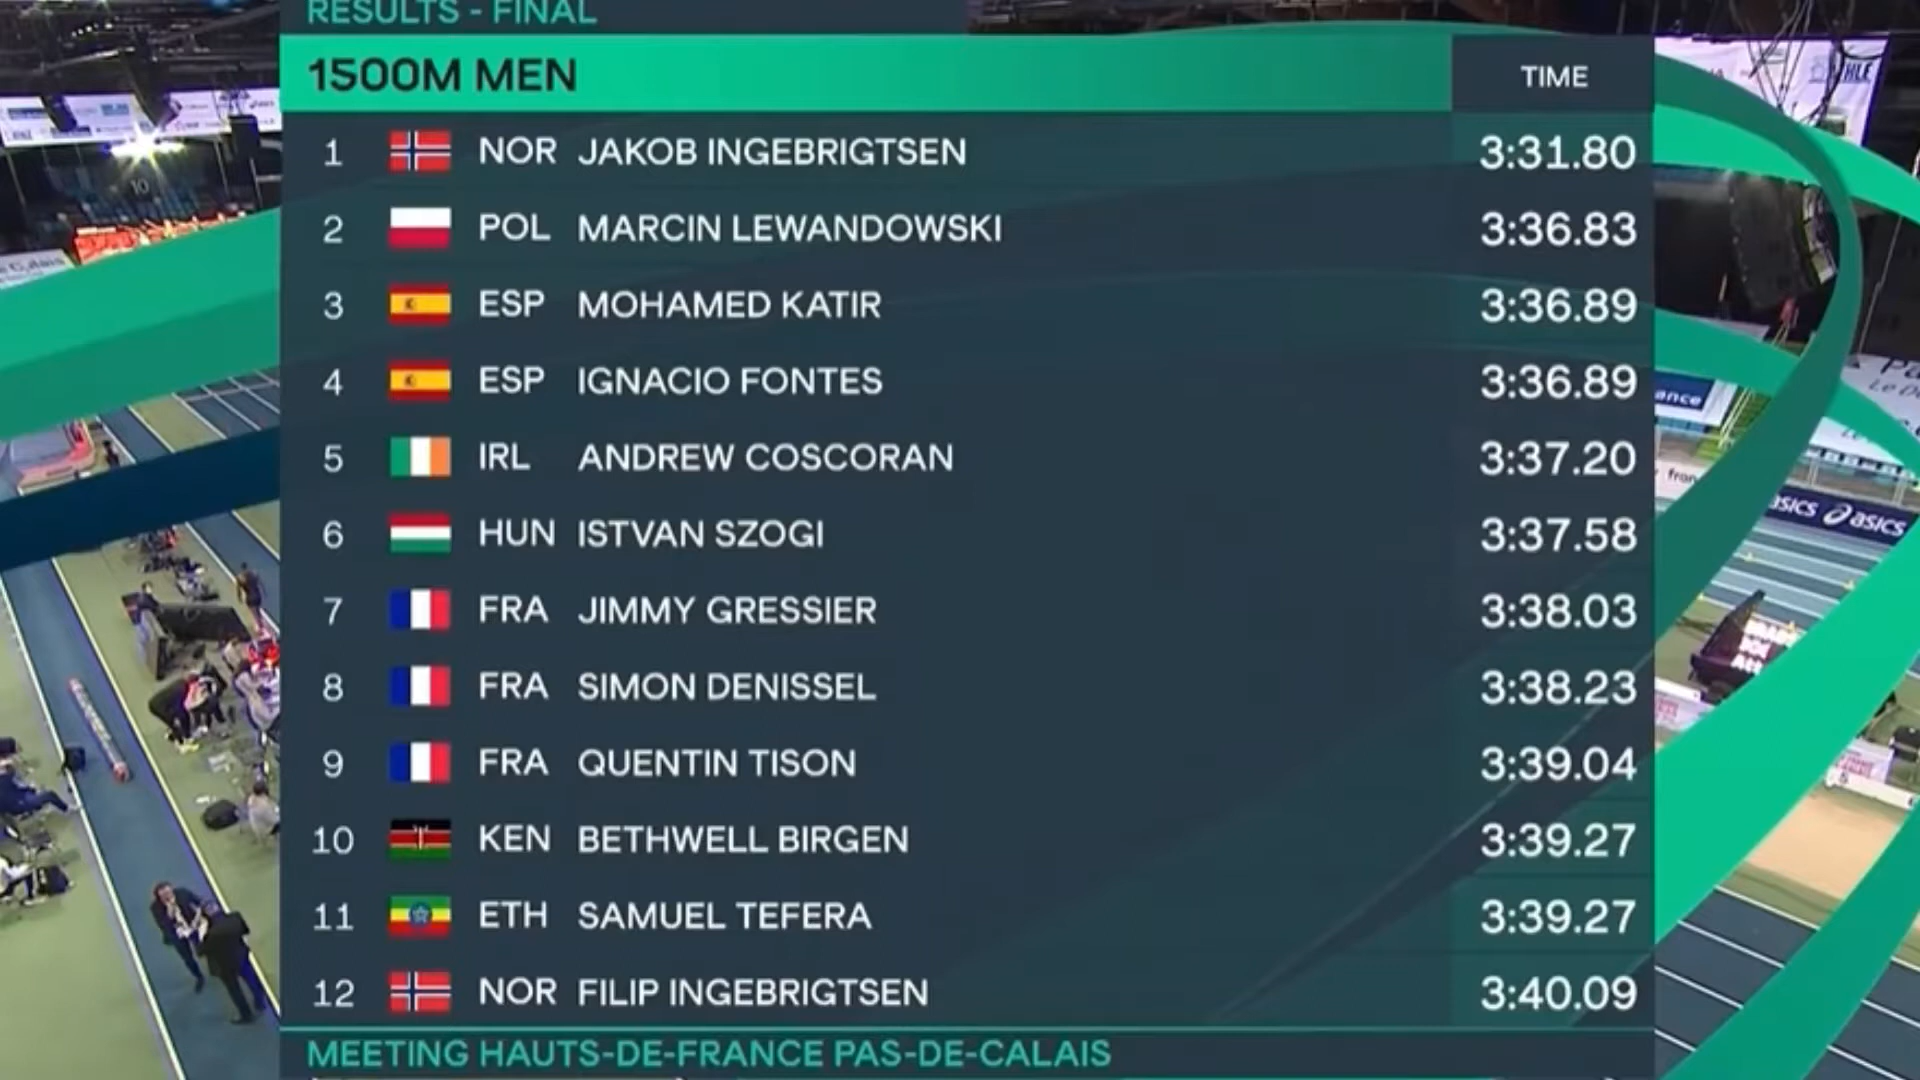 RESULTS - FINAL
1500M MEN TIME
1 NOR JAKOB INGEBRIGTSEN 3:31.80
2 POL MARCIN LEWANDOWSKI 3:36.83
3 ESP MOHAMED KATIR 3:36.89
4 ESP IGNACIO FONTES 3:36.89
5 IRL ANDREW COSCORAN 3:37.20
6 HUN ISTVAN SZOGI 3:37.58
7 FRA JIMMY GRESSIER 3:38.03
8 FRA SIMON DENISSEL 3:38.23
9 FRA QUENTIN TISON 3:39.04
10 KEN BETHWELL BIRGEN 3:39.27
11 ETH SAMUEL TEFERA 3:39.27
12 NOR FILIP INGEBRIGTSEN 3:40.09
MEETING HAUTS-DE-FRANCE PAS-DE-CALAIS
10
asics